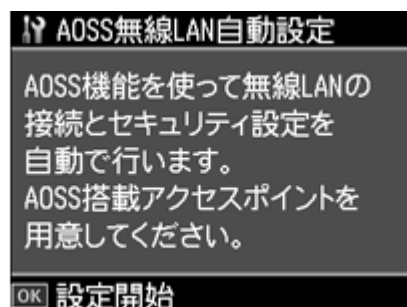 AOSS無線LAN自動設定
AOSS機能を使って無線LANの
接続とセキュリティ設定を
自動で行います。
AOSS搭載アクセスポイントを
用意してください。
OK 設定開始